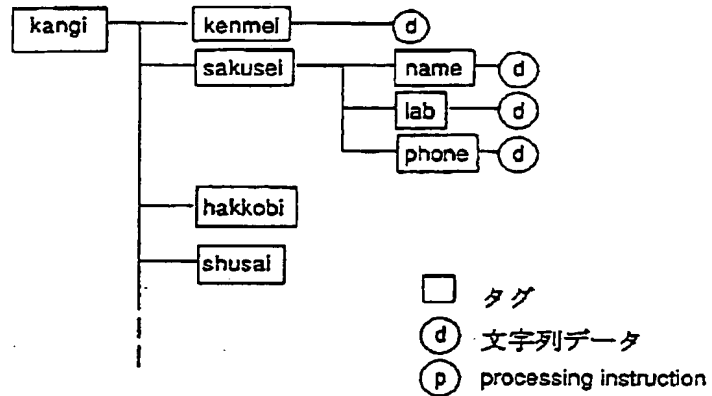 kangi kenmei d
sakusei name d
lab d
phone d
hakkobi
shusai
タグ
d 文字列データ
p processing instruction